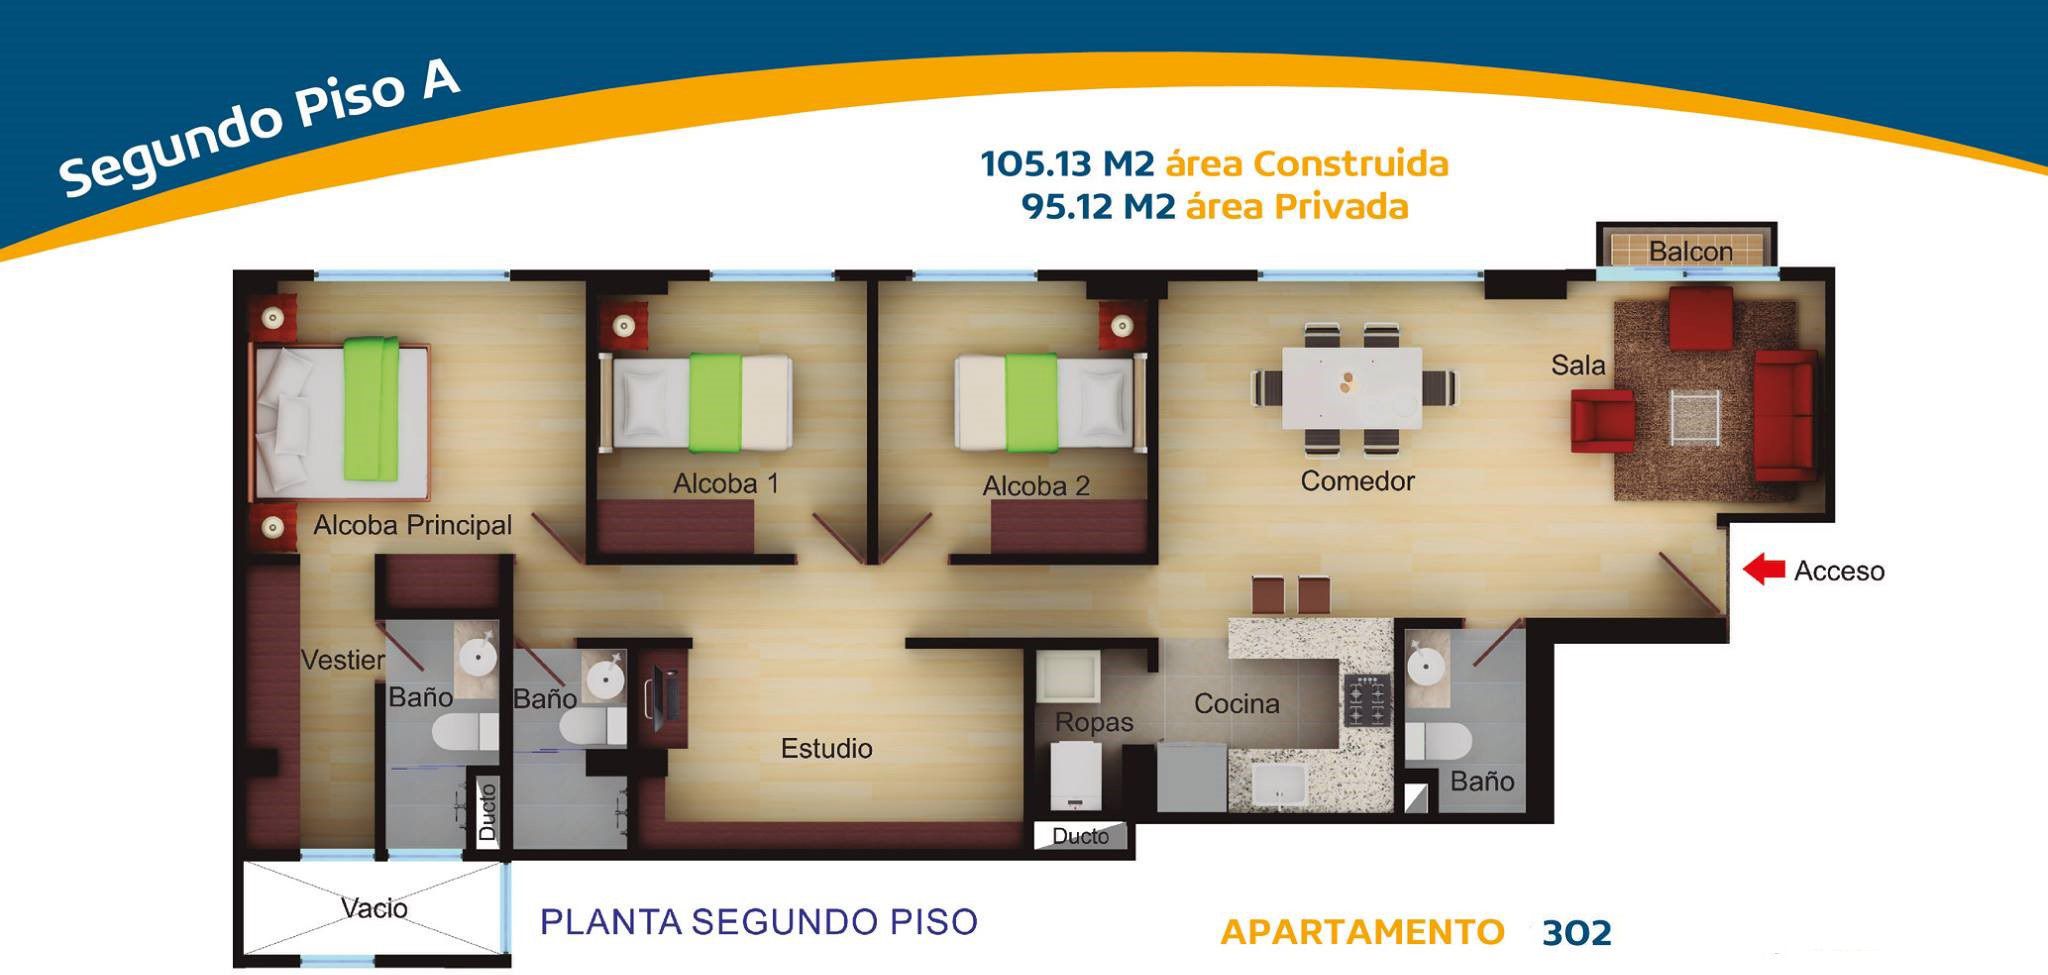 Segundo Piso A
105.13 M2 área Construida
95.12 M2 área Privada
Balcon
Sala
Comedor
Alcoba 1
Alcoba 2
Alcoba Principal
Acceso
Vestier
Baño
Baño
Estudio
Ropas
Cocina
Baño
Ducto
Ducto
Vacio
PLANTA SEGUNDO PISO
APARTAMENTO 302